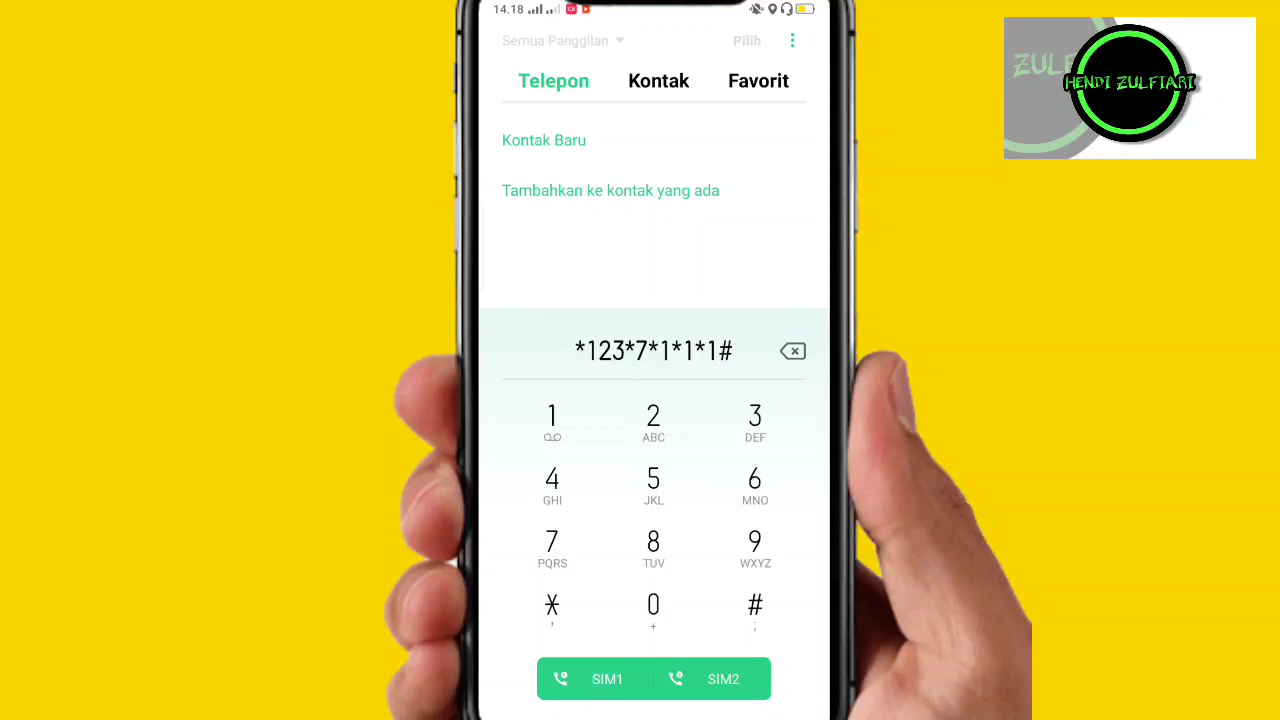 14.18
Semua Panggilan
Pilih
Telepon Kontak Favorit
Kontak Baru
Tambahkan ke kontak yang ada
*123*7*1*1*1#
1 2 3
ABC DEF
4 5 6
GHI JKL MNO
7 8 9
PQRS TUV WXYZ
* 0 #
, + ;
SIM1 SIM2
ZULF
HENDI ZULFIARI